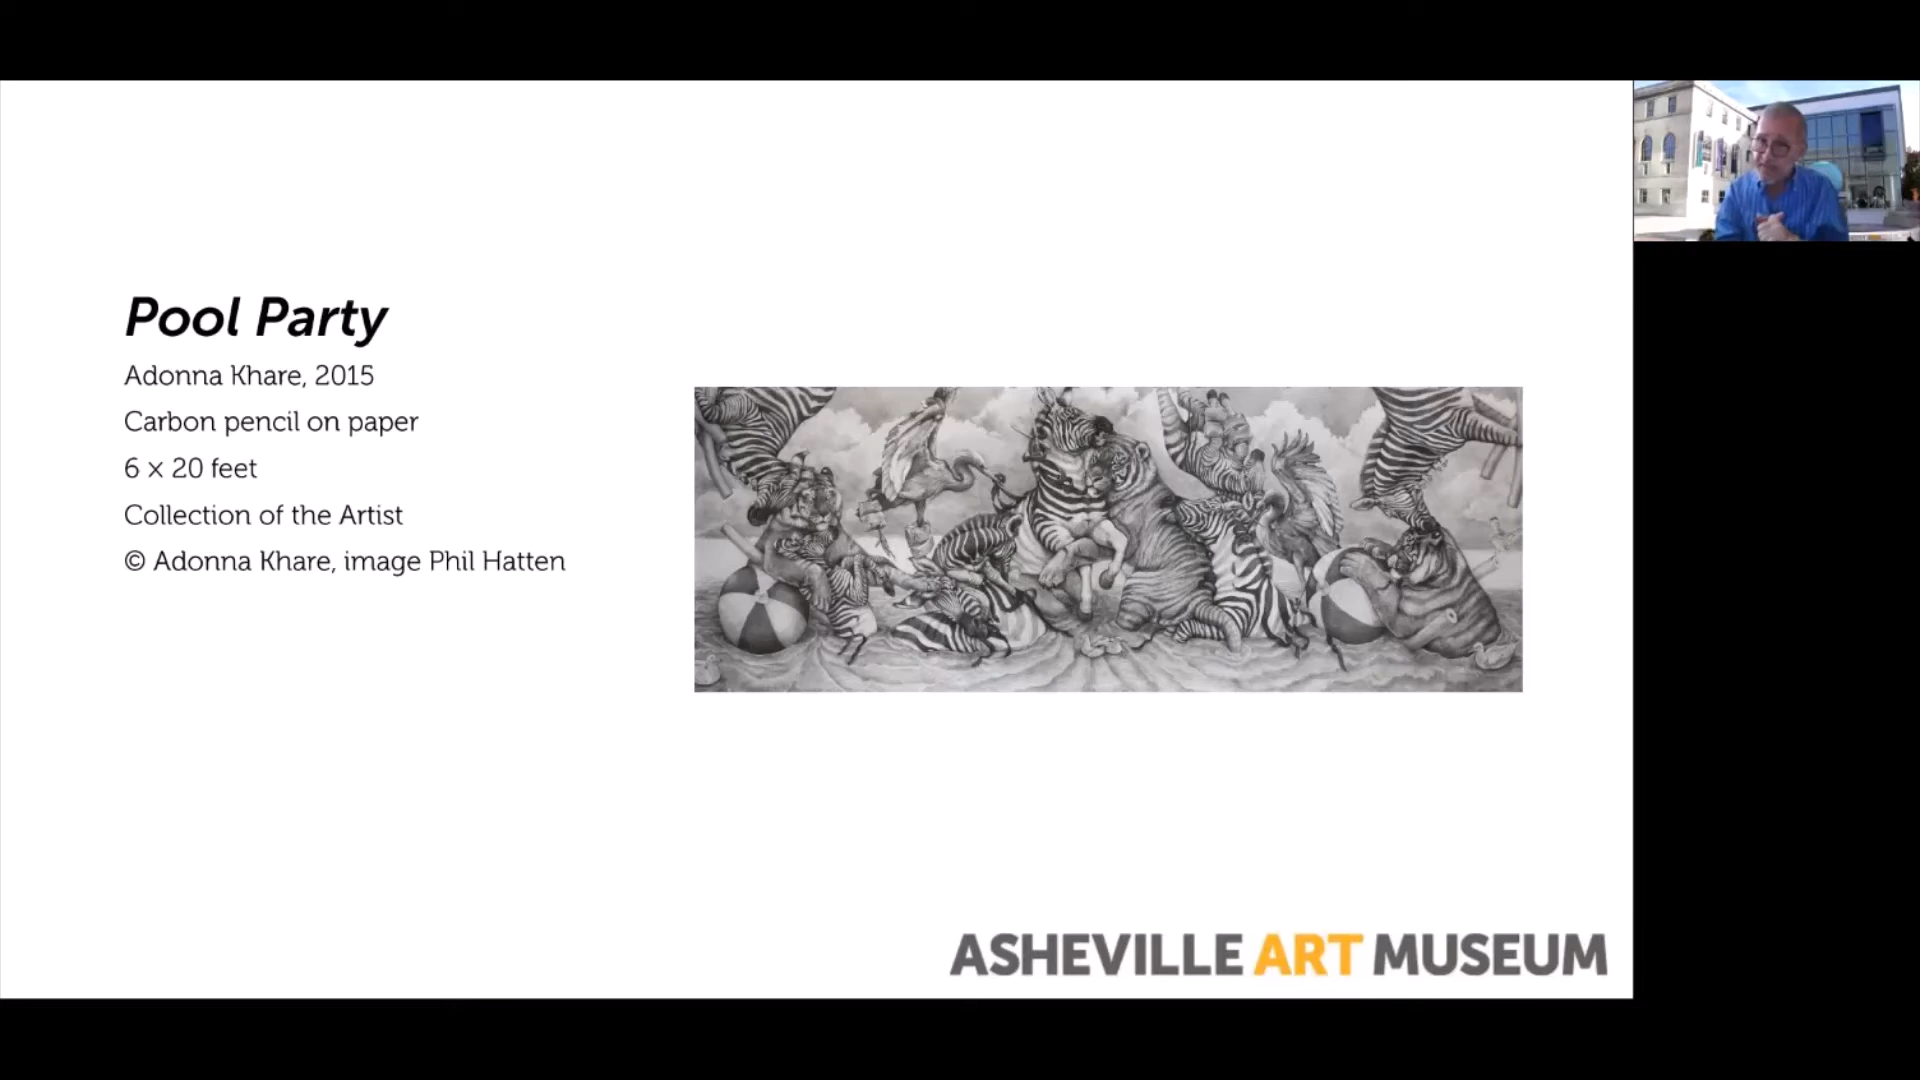 Pool Party
Adonna Khare, 2015
Carbon pencil on paper
6 × 20 feet
Collection of the Artist
© Adonna Khare, image Phil Hatten
ASHEVILLE ART MUSEUM